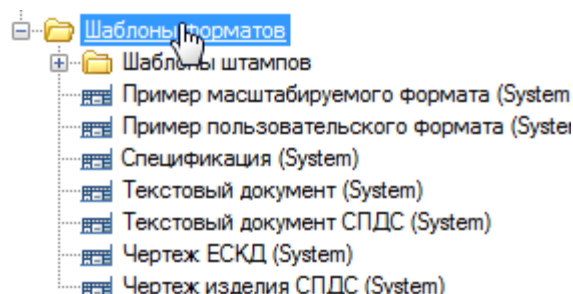 Шаблоны форматов
Шаблоны штампов
Пример масштабируемого формата (System
Пример пользовательского формата (System
Спецификация (System)
Текстовый документ (System)
Текстовый документ СПДС (System)
Чертеж ЕСКД (System)
Чертеж изделия СПДС (System)